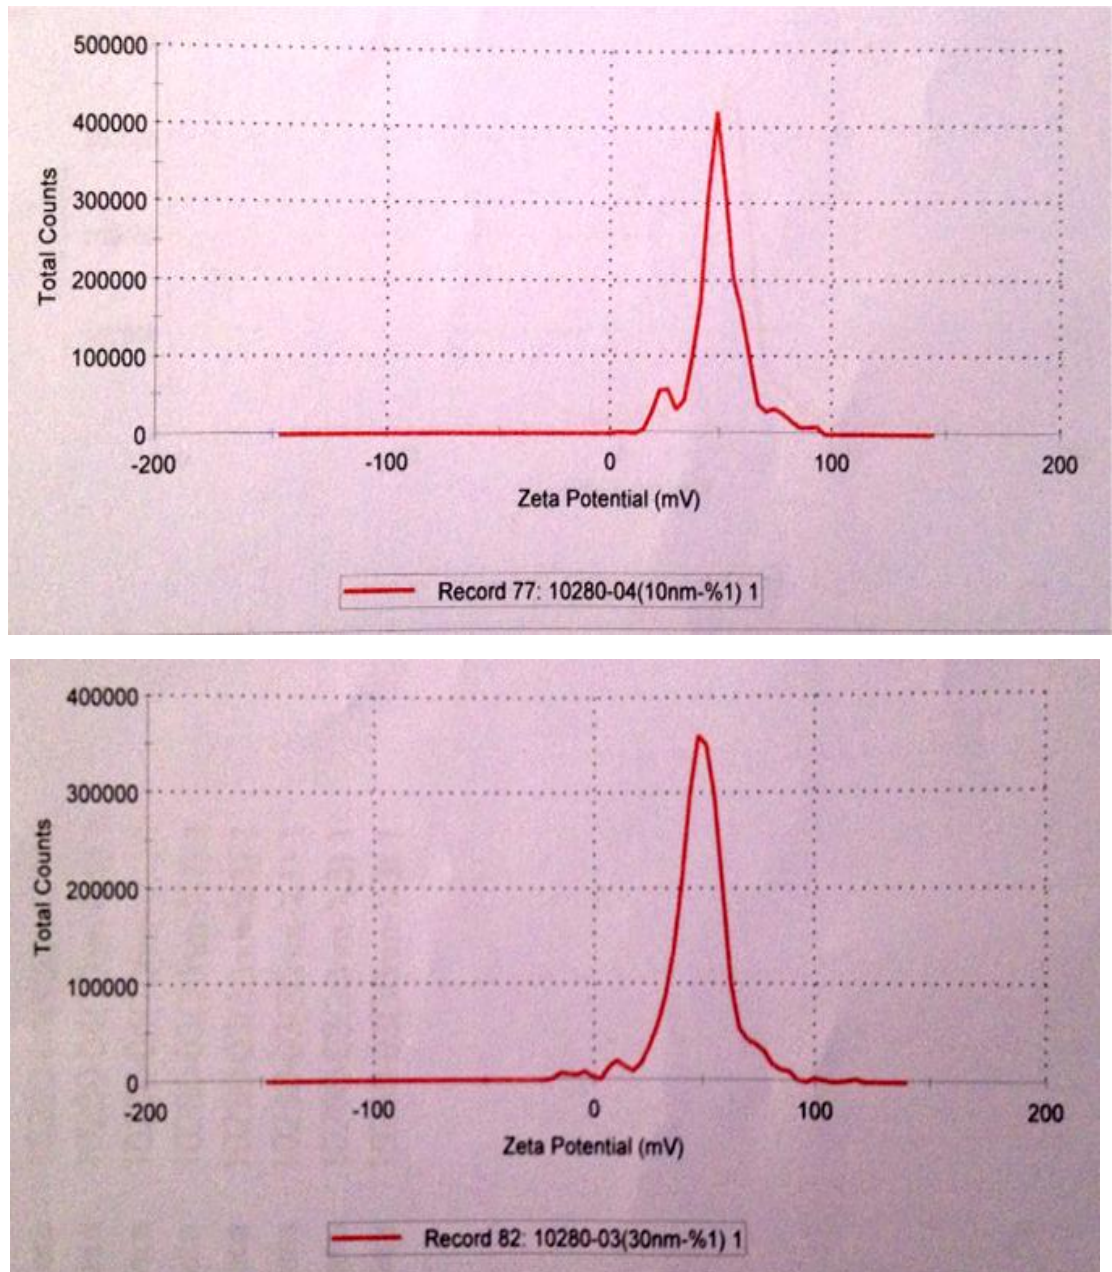 500000
400000
300000
200000
100000
0
Total Counts
-200 -100 0 100 200
Zeta Potential (mV)
Record 77: 10280-04(10nm-%1) 1
400000
300000
200000
100000
0
Total Counts
-200 -100 0 100 200
Zeta Potential (mV)
Record 82: 10280-03(30nm-%1) 1